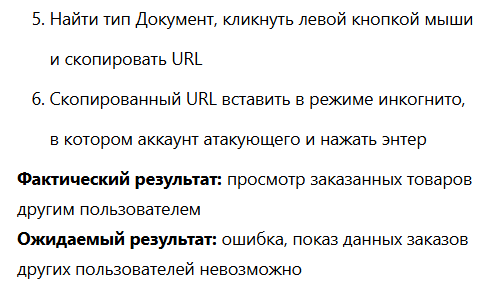 5. Найти тип Документ, кликнуть левой кнопкой мыши
и скопировать URL
6. Скопированный URL вставить в режиме инкогнито,
в котором аккаунт атакующего и нажать энтер
Фактический результат: просмотр заказанных товаров
другим пользователем
Ожидаемый результат: ошибка, показ данных заказов
других пользователей невозможно